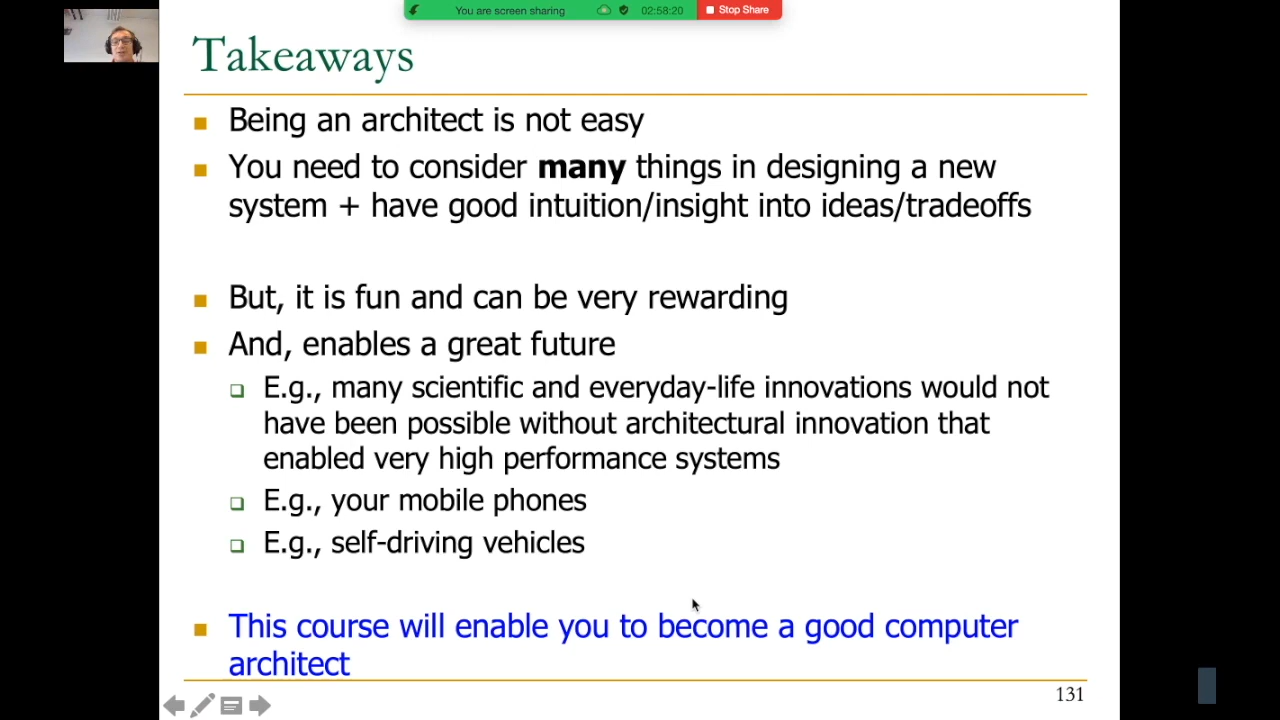 You are screen sharing 02:58:20 Stop Share
Takeaways
Being an architect is not easy
You need to consider many things in designing a new
system + have good intuition/insight into ideas/tradeoffs
But, it is fun and can be very rewarding
And, enables a great future
E.g., many scientific and everyday-life innovations would not
have been possible without architectural innovation that
enabled very high performance systems
E.g., your mobile phones
E.g., self-driving vehicles
This course will enable you to become a good computer
architect
131